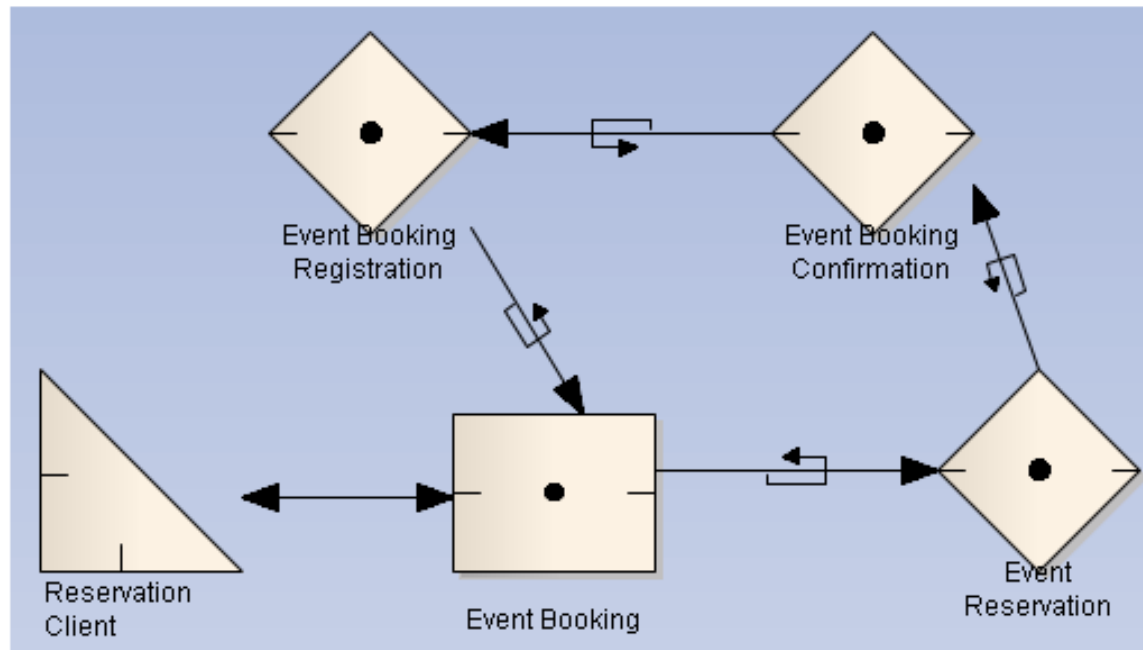 Event Booking
Registration
Event Booking
Confirmation
Reservation
Client
Event Booking
Event
Reservation